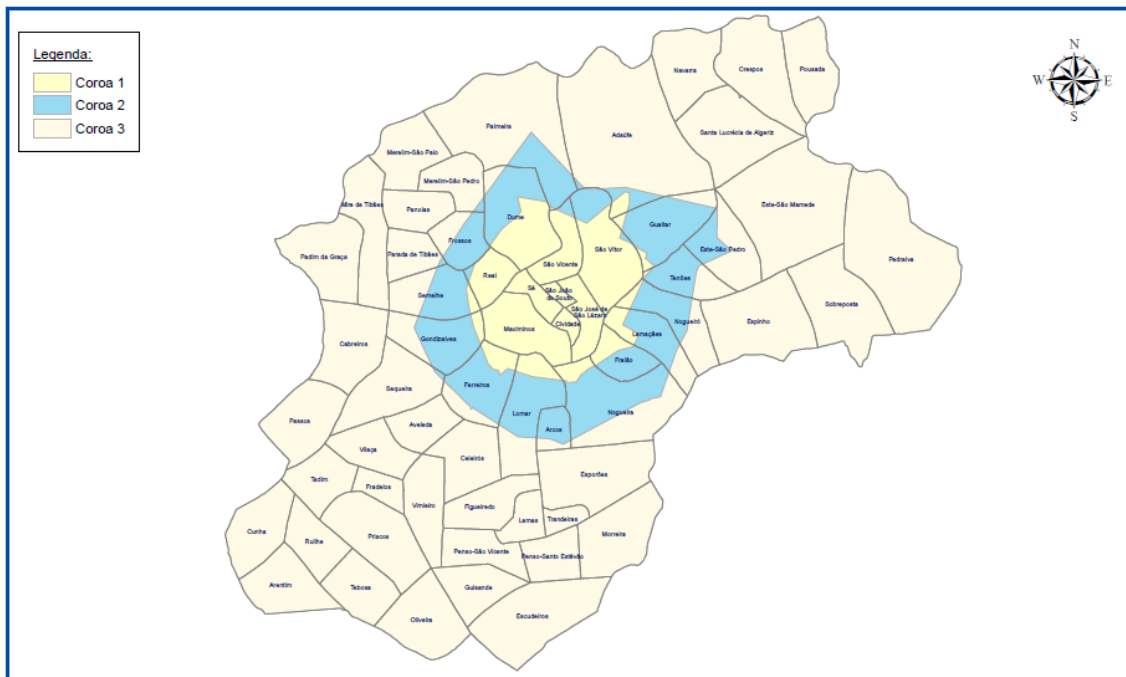 Legenda:
Coroa 1
Coroa 2
Coroa 3
N
W E
S
Navarra
Crespos
Pousada
Palmeira
Adaúfe
Santa Lucrécia de Algeriz
Merelim-São Paio
Merelim-São Pedro
Mire de Tibães
Panoias
Dume
Este-São Mamede
Gualtar
Frossos
Parada de Tibães
Padim da Graça
São Vitor
Este-São Pedro
Pedralva
São Vicente
Real
Tenões
Semelhe
Sé
São João
do Souto
São José de
São Lázaro
Sobreposta
Nogueiró
Espinho
Cividade
Maximinos
Lamaçães
Gondizalves
Cabreiros
Fraião
Ferreiros
Sequeira
Lomar
Nogueira
Passos
Aveleda
Arcos
Vilaça
Celeirós
Esporões
Tadim
Fradelos
Vimieiro
Figueiredo
Lamas
Trandeiras
Cunha
Ruilhe
Priscos
Morreira
Penso-São Vicente
Penso-Santo Estêvão
Arentim
Tebosa
Guisande
Oliveira
Escudeiros